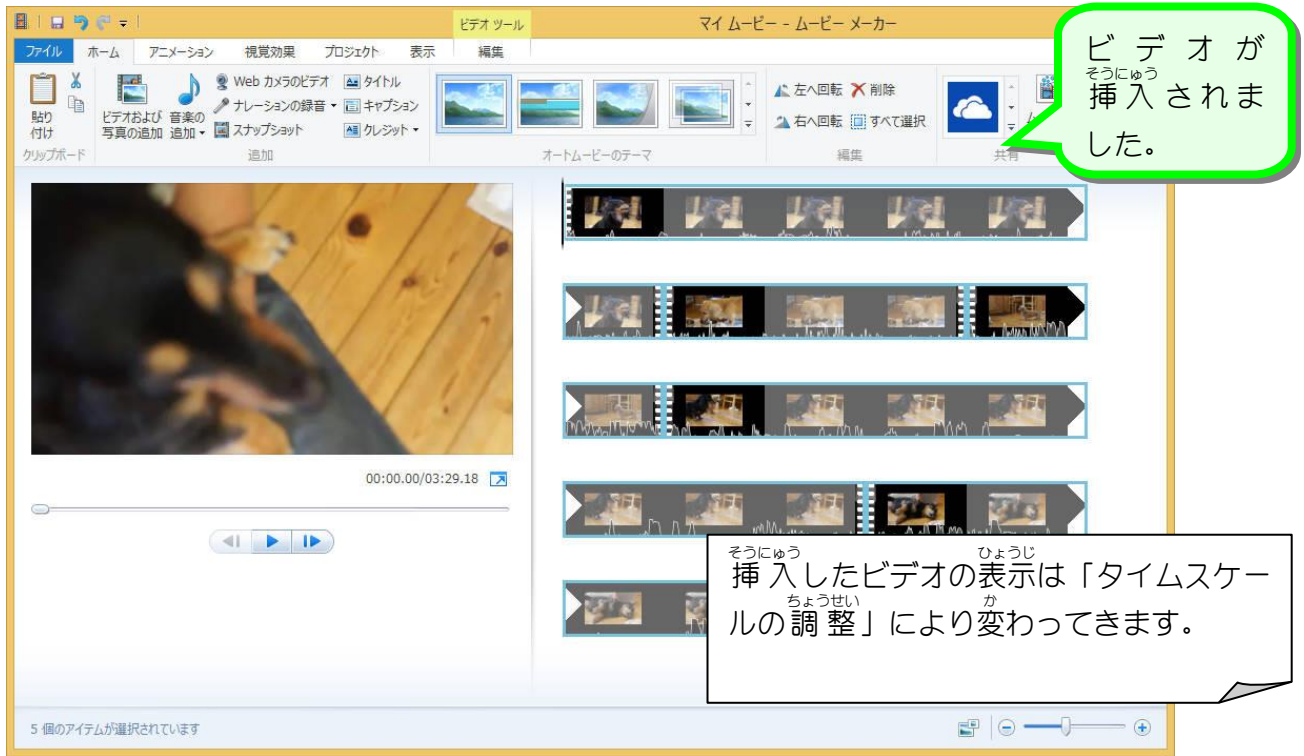 ビデオ ツール
マイ ムービー - ムービー メーカー
ファイル ホーム アニメーション 視覚効果 プロジェクト 表示 編集
貼り付け
ビデオおよび写真の追加
音楽の追加
Web カメラのビデオ
ナレーションの録音
スナップショット
タイトル
キャプション
クレジット
左へ回転 削除
右へ回転 すべて選択
クリップボード 追加 オートムービーのテーマ 編集 共有
ビデオが
そうにゅう
挿入されま
した。
00:00.00/03:29.18
そうにゅう ひょうじ
挿入したビデオの表示は「タイムスケー
ちょうせい か
ルの調整」により変わってきます。
5 個のアイテムが選択されています